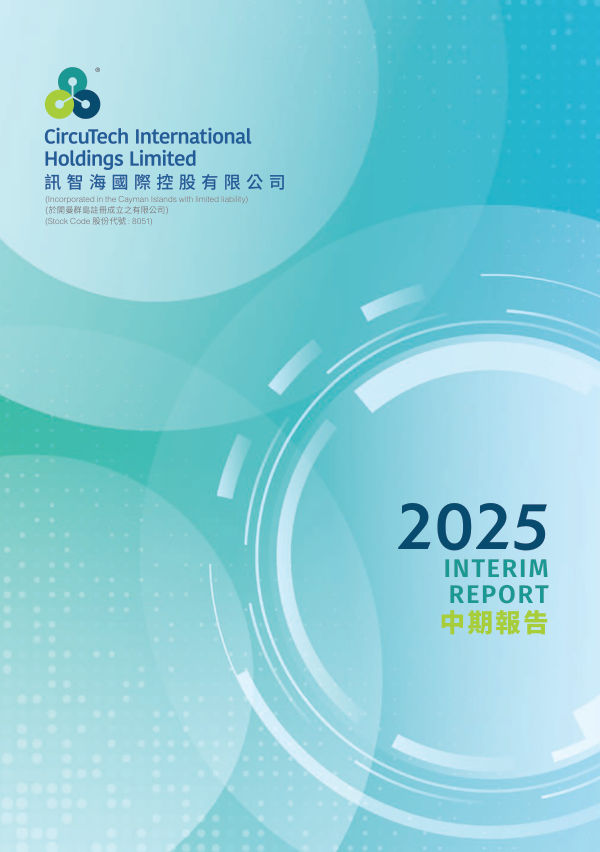 ®
CircuTech International
Holdings Limited
訊智海國際控股有限公司
(Incorporated in the Cayman Islands with limited liability)
(於開曼群島註冊成立之有限公司)
(Stock Code 股份代號 : 8051)
2025
INTERIM
REPORT
中期報告